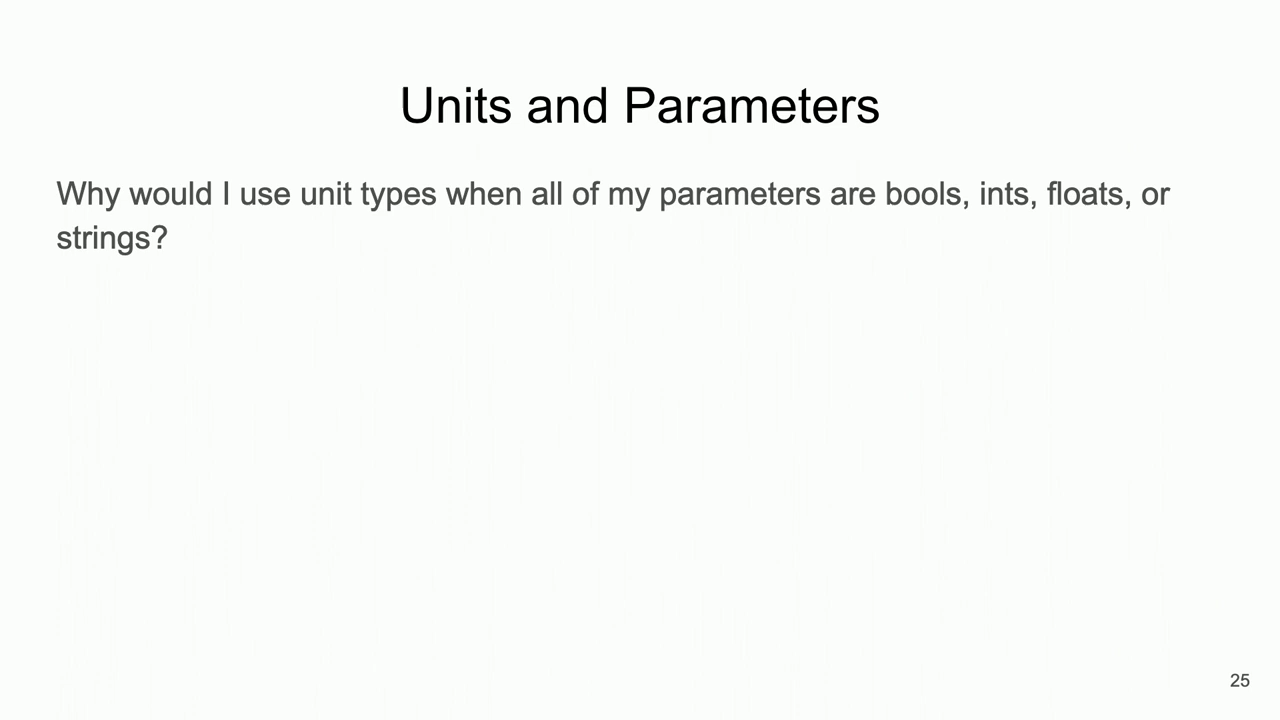 Units and Parameters
Why would I use unit types when all of my parameters are bools, ints, floats, or
strings?
25